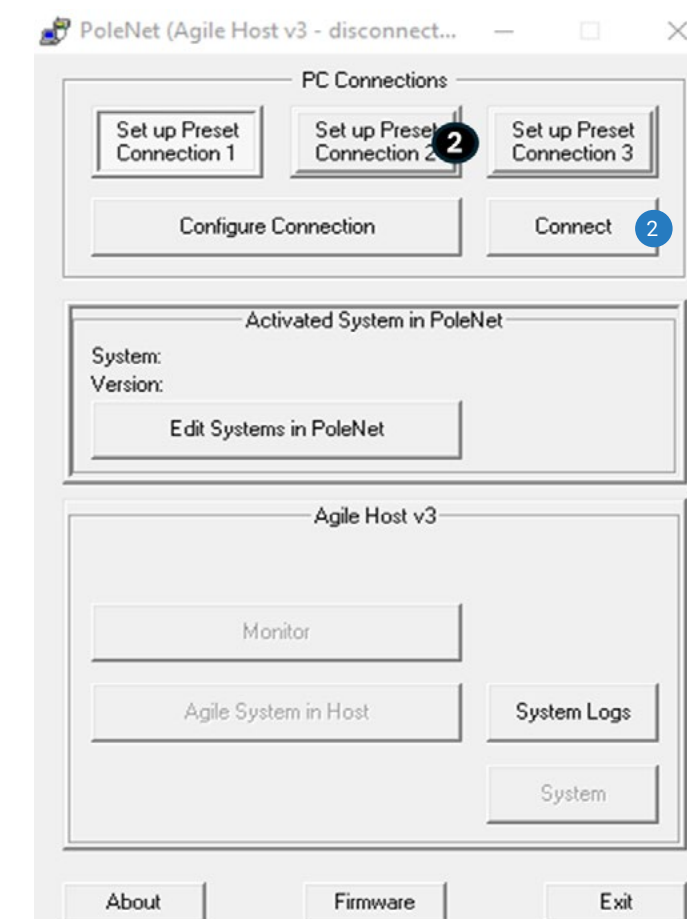 PoleNet (Agile Host v3 - disconnect...
PC Connections
Set up Preset
Connection 1
Set up Preset
Connection 2
2
Set up Preset
Connection 3
Configure Connection
Connect
2
Activated System in PoleNet
System:
Version:
Edit Systems in PoleNet
Agile Host v3
Monitor
Agile System in Host
System Logs
System
About
Firmware
Exit